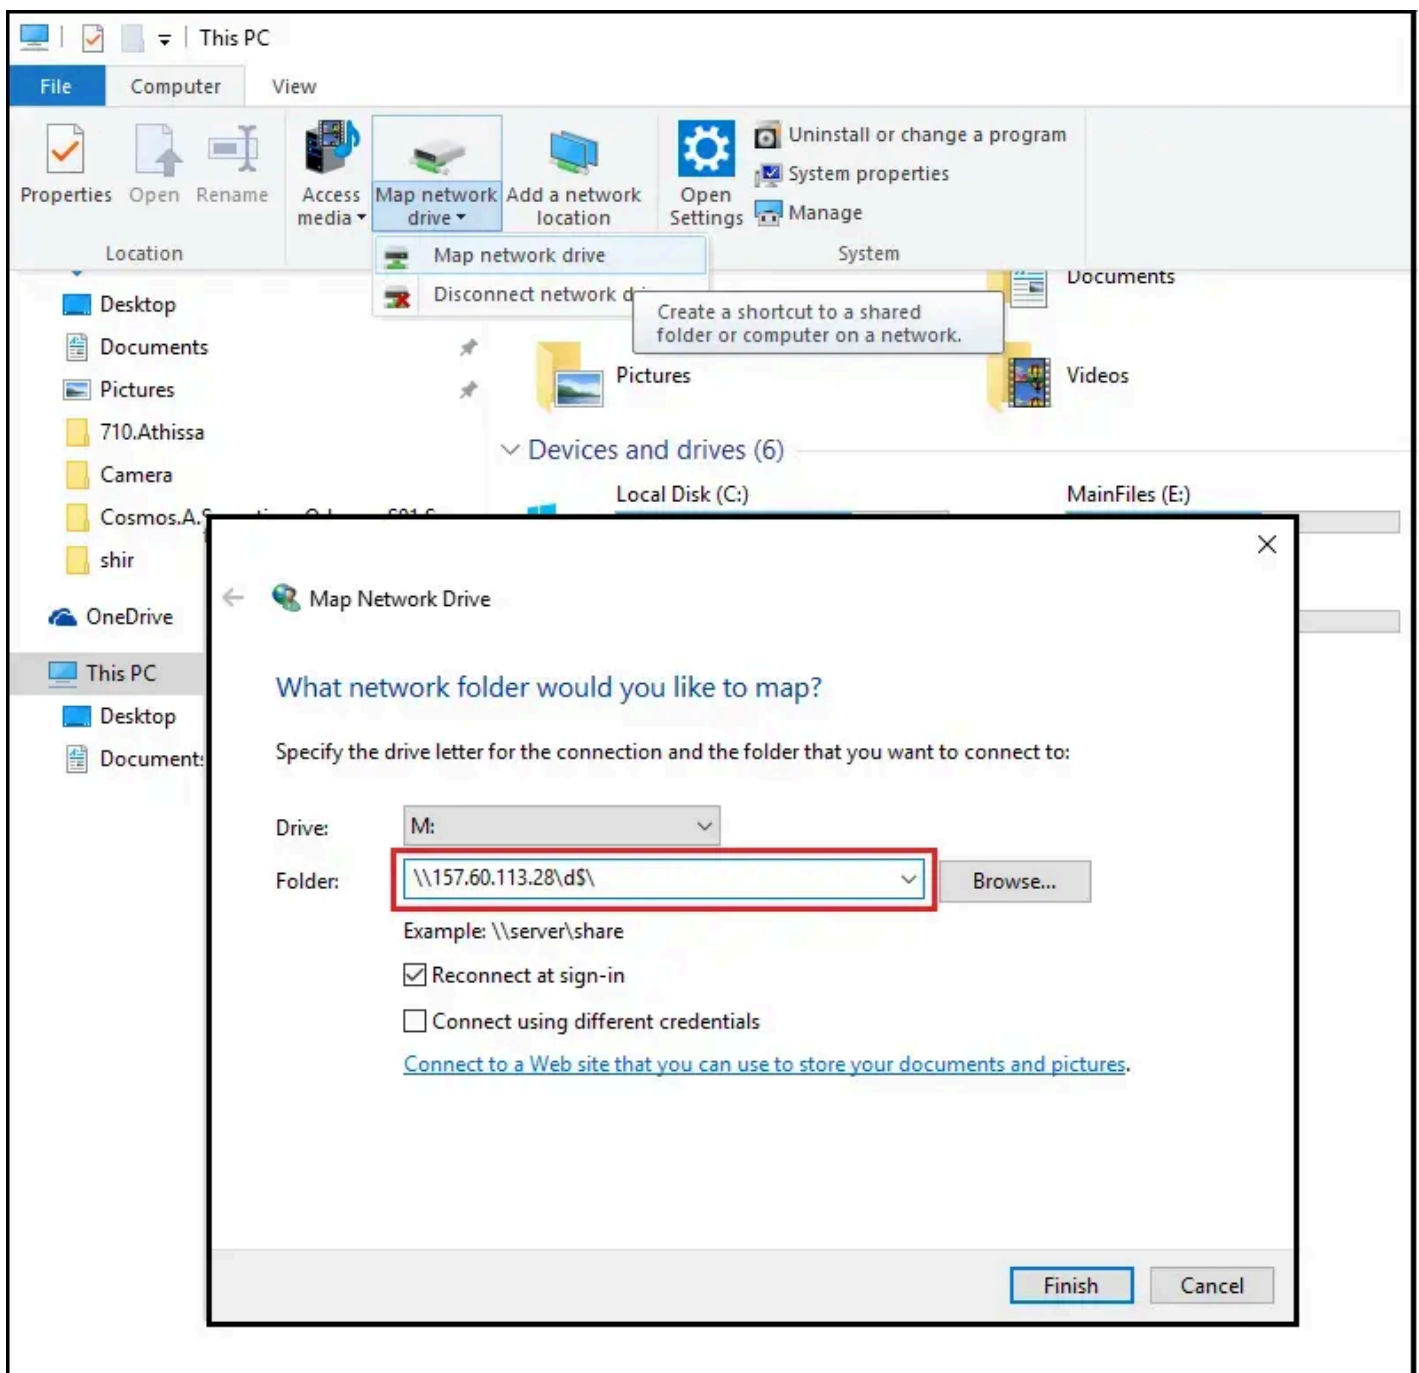 This PC
File Computer View
Properties Open Rename Access media Map network drive Add a network location Open Settings Uninstall or change a program
System properties
Manage
Location System
Map network drive
Disconnect network
Create a shortcut to a shared
folder or computer on a network.
Desktop
Documents
Pictures
710.Athissa
Camera
Cosmos.A.
shir
OneDrive
This PC
Desktop
Document
Documents
Pictures
Videos
Devices and drives (6)
Local Disk (C:)
MainFiles (E:)
Map Network Drive
What network folder would you like to map?
Specify the drive letter for the connection and the folder that you want to connect to:
Drive: M:
Folder: \\157.60.113.28\d$\ Browse...
Example: \\server\share
Reconnect at sign-in
Connect using different credentials
Connect to a Web site that you can use to store your documents and pictures.
Finish Cancel